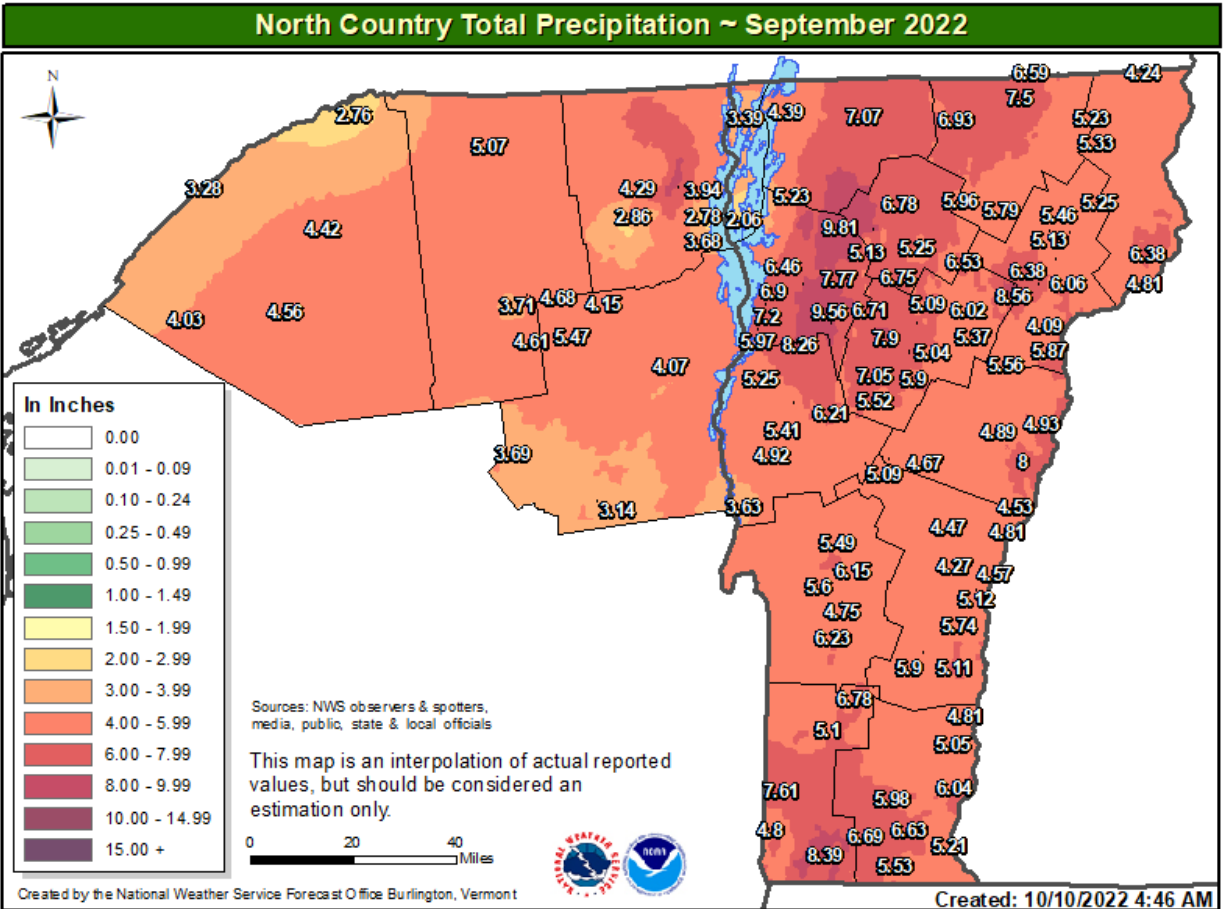 North Country Total Precipitation ~ September 2022
N
6.59 4.24
7.5
2.76 3.39 4.39 7.07 6.93 5.23
5.07 5.33
3.28 4.29 3.94 5.23 6.78 5.96 5.79 5.25
4.42 2.86 2.78 2.06 9.81 5.46
3.68 5.13 5.25 5.13
6.46 7.77 6.75 6.53 6.38 6.38
6.9 6.06 4.81
4.03 4.56 3.71 4.68 4.15 7.2 9.56 6.71 5.09 6.02 8.56
4.61 5.47 5.97 8.26 7.9 5.37 4.09
5.04 5.87
4.07 5.25 7.05 5.9 5.56
5.52
6.21
5.41 4.89 4.93
3.69 4.92 4.67 8
5.09
3.14 3.63 4.53
4.47 4.81
5.49
6.15 4.27 4.57
5.6 5.12
4.75 5.74
6.23
5.9 5.11
6.78
5.1 4.81
5.05
7.61 5.98 6.04
4.8 6.69 6.63
8.39 5.53 5.21
In Inches
0.00
0.01 - 0.09
0.10 - 0.24
0.25 - 0.49
0.50 - 0.99
1.00 - 1.49
1.50 - 1.99
2.00 - 2.99
3.00 - 3.99
4.00 - 5.99
6.00 - 7.99
8.00 - 9.99
10.00 - 14.99
15.00 +
Sources: NWS observers & spotters,
media, public, state & local officials
This map is an interpolation of actual reported
values, but should be considered an
estimation only.
0 20 40
Miles
NATIONAL WEATHER SERVICE
noaa
Created by the National Weather Service Forecast Office Burlington, Vermont
Created: 10/10/2022 4:46 AM